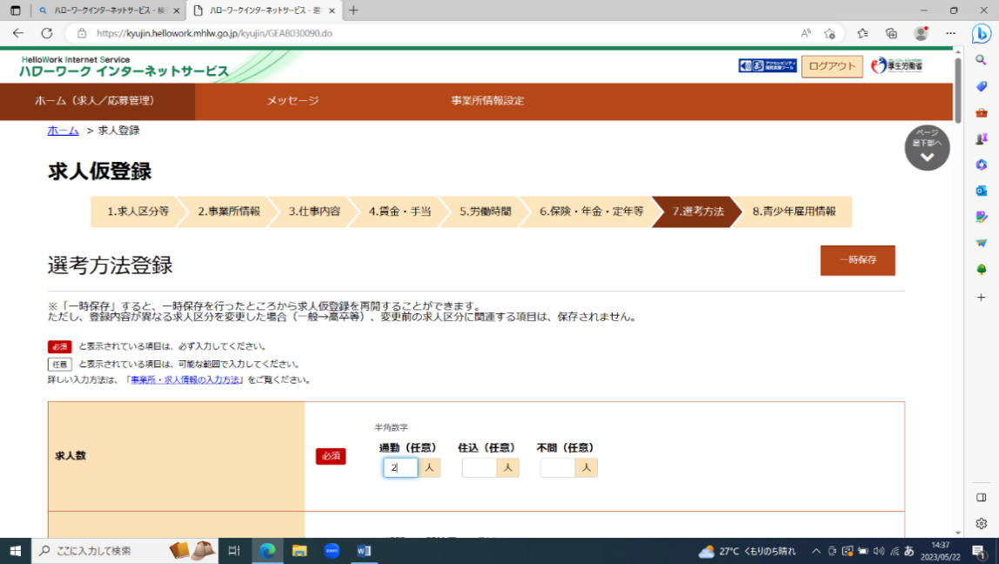 ハローワークインターネットサービス - 検
ハローワークインターネットサービス - 選
https://kyujin.hellowork.mhlw.go.jp/kyujin/GEAB030090.do
HelloWork Internet Service
ハローワーク インターネットサービス
ログアウト
厚生労働省
ホーム（求人／応募管理）
メッセージ
事業所情報設定
ホーム > 求人登録
ページ
最下部へ
求人仮登録
1.求人区分等
2.事業所情報
3.仕事内容
4.賃金・手当
5.労働時間
6.保険・年金・定年等
7.選考方法
8.青少年雇用情報
選考方法登録
一時保存
※「一時保存」すると、一時保存を行ったところから求人仮登録を再開することができます。
ただし、登録内容が異なる求人区分を変更した場合（一般→高卒等）、変更前の求人区分に関連する項目は、保存されません。
必須 と表示されている項目は、必ず入力してください。
任意 と表示されている項目は、可能な範囲で入力してください。
詳しい入力方法は、「事業所・求人情報の入力方法」をご覧ください。
半角数字
通勤（任意） 住込（任意） 不問（任意）
求人数
必須
2 人 人 人
ここに入力して検索
zoom
27°C くもりのち晴れ
あ
14:37
2023/05/22
1